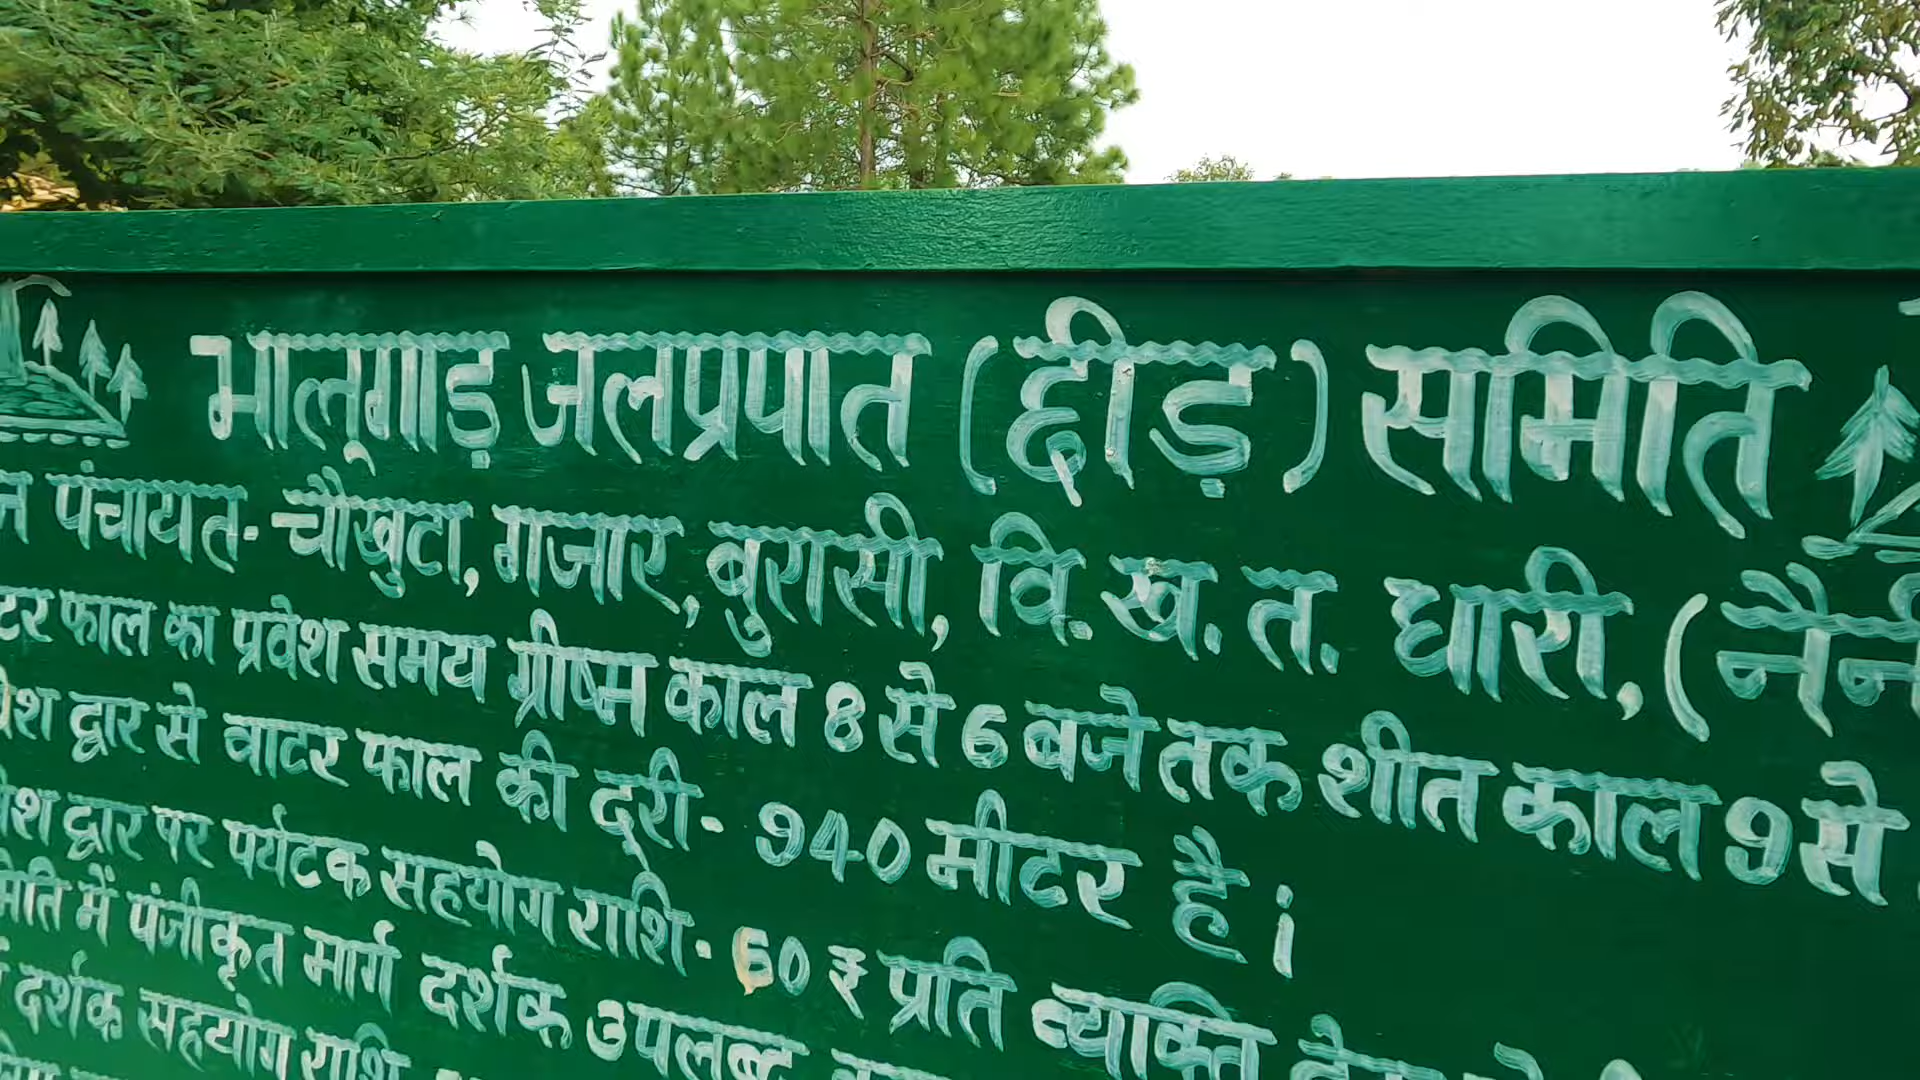 भालूगाड़ जलप्रपात (ढ़ीड़) समिति
पंचायत- चौखुटा, गजार, बुरासी, वि. ख. त. धारी,
फाल का प्रवेश समय ग्रीष्म काल 8 से 6 बजे तक शीत काल 9 से
द्वार से वाटर फाल की दूरी- 940 मीटर है।
द्वार पर पर्यटक सहयोग राशि- 60 ₹ प्रति व्यक्ति
में पंजीकृत मार्ग दर्शक उपलब्द
दर्शक सहयोग राशि